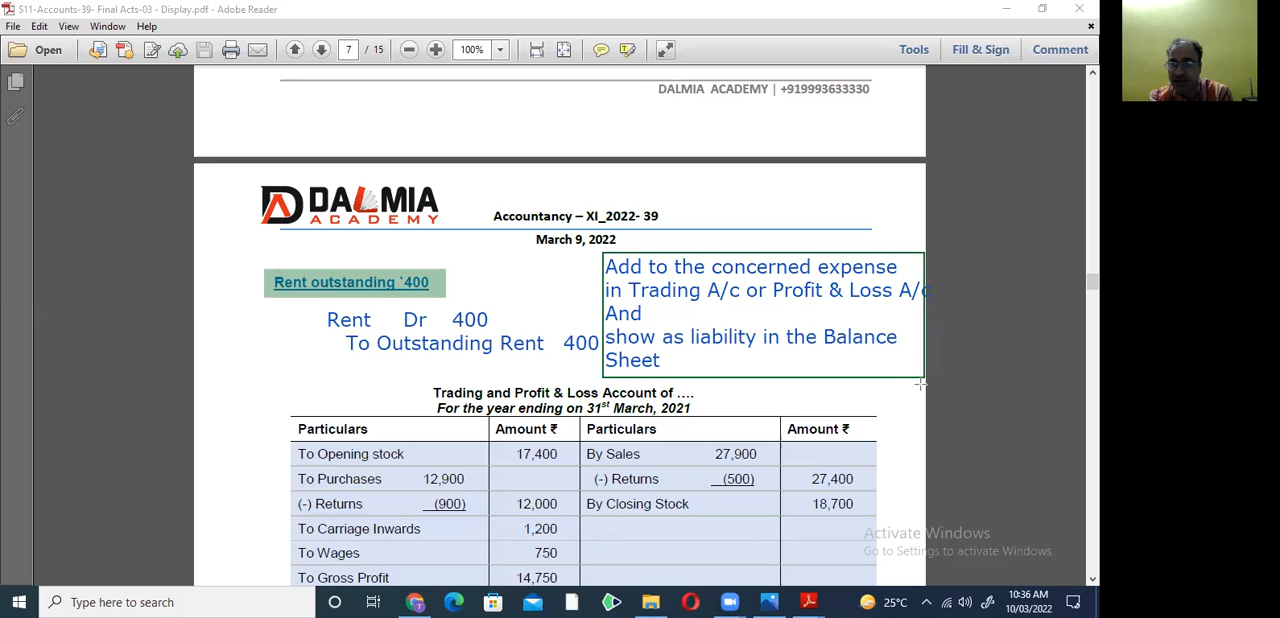 S11-Accounts-39- Final Acts-03 - Display.pdf - Adobe Reader
File Edit View Window Help
Open 7 / 15 100% Tools Fill & Sign Comment
DALMIA ACADEMY | +919993633330
DALMIA
ACADEMY
Accountancy – XI_2022- 39
March 9, 2022
Rent outstanding `400
Rent Dr 400
To Outstanding Rent 400
Add to the concerned expense
in Trading A/c or Profit & Loss A/c
And
show as liability in the Balance
Sheet
Trading and Profit & Loss Account of ....
For the year ending on 31st March, 2021
Particulars Amount ₹ Particulars Amount ₹
To Opening stock 17,400 By Sales 27,900
To Purchases 12,900 (-) Returns (500) 27,400
(-) Returns (900) 12,000 By Closing Stock 18,700
To Carriage Inwards 1,200
To Wages 750
To Gross Profit 14,750
Activate Windows
Go to Settings to activate Windows.
Type here to search
25°C
10:36 AM
10/03/2022